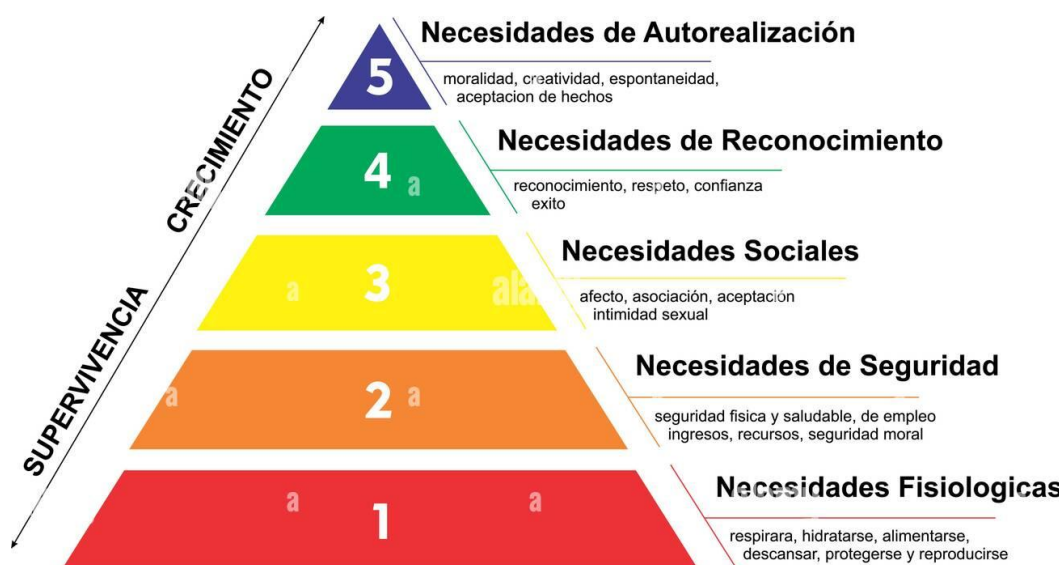 Necesidades de Autorealización
5
moralidad, creatividad, espontaneidad,
aceptacion de hechos
CRECIMIENTO
Necesidades de Reconocimiento
4
reconocimiento, respeto, confianza
exito
Necesidades Sociales
3
afecto, asociación, aceptación
intimidad sexual
SUPERVIVENCIA
Necesidades de Seguridad
2
seguridad fisica y saludable, de empleo
ingresos, recursos, seguridad moral
Necesidades Fisiologicas
1
respirara, hidratarse, alimentarse,
descansar, protegerse y reproducirse
a
a
a
a
a
a